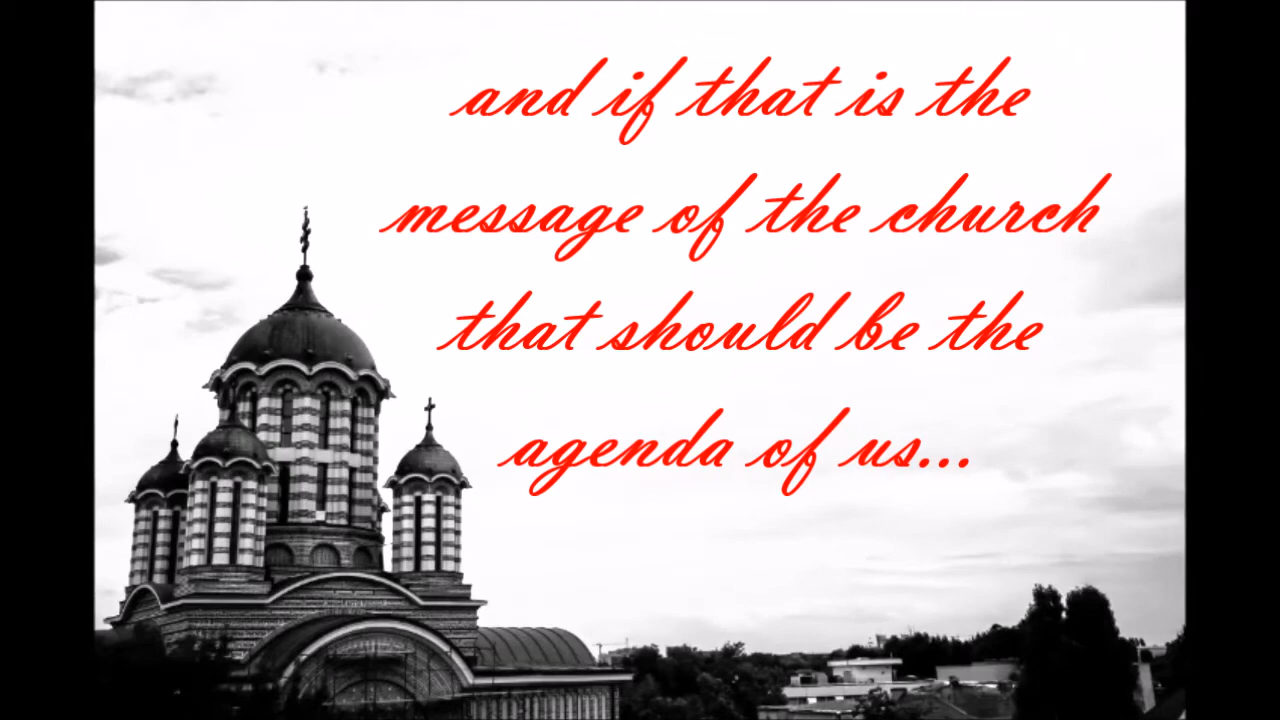 and if that is the
message of the church
that should be the
agenda of us...